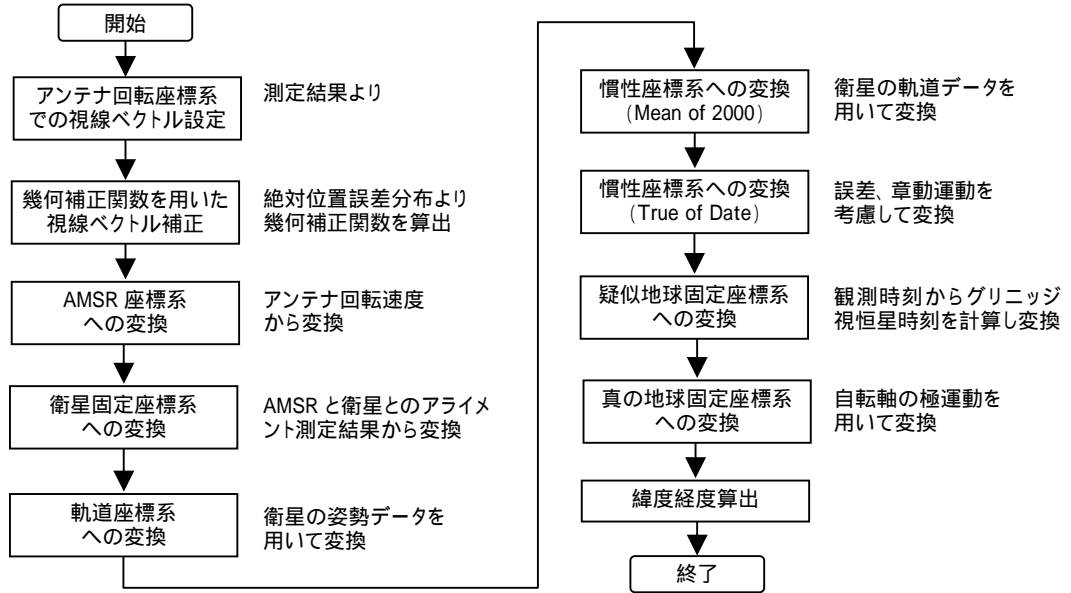 開始
アンテナ回転座標系
での視線ベクトル設定
測定結果より
幾何補正関数を用いた
視線ベクトル補正
絶対位置誤差分布より
幾何補正関数を算出
AMSR 座標系
への変換
アンテナ回転速度
から変換
衛星固定座標系
への変換
AMSR と衛星とのアライメ
ント測定結果から変換
軌道座標系
への変換
衛星の姿勢データを
用いて変換
慣性座標系への変換
(Mean of 2000)
衛星の軌道データを
用いて変換
慣性座標系への変換
(True of Date)
誤差、章動運動を
考慮して変換
疑似地球固定座標系
への変換
観測時刻からグリニッジ
視恒星時刻を計算し変換
真の地球固定座標系
への変換
自転軸の極運動を
用いて変換
緯度経度算出
終了